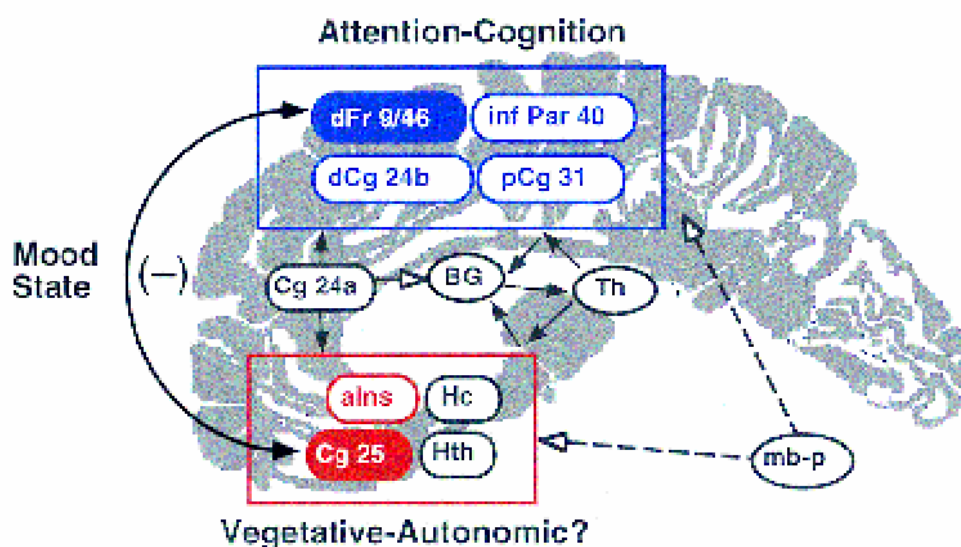 Attention-Cognition
dFr 9/46
inf Par 40
dCg 24b
pCg 31
Mood
State
(−)
Cg 24a
BG
Th
aIns
Hc
Cg 25
Hth
mb-p
Vegetative-Autonomic?